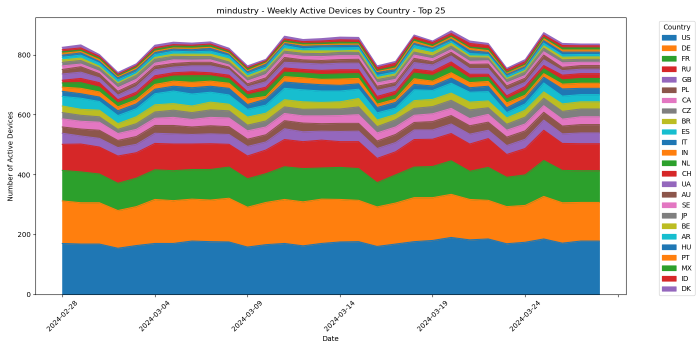 mindustry - Weekly Active Devices by Country - Top 25
Number of Active Devices
800
600
400
200
0
2024-02-28
2024-03-04
2024-03-09
2024-03-14
2024-03-19
2024-03-24
Date
Country
US
DE
FR
RU
GB
PL
CA
CZ
BR
ES
IT
IN
NL
CH
UA
AU
SE
JP
BE
AR
HU
PT
MX
ID
DK